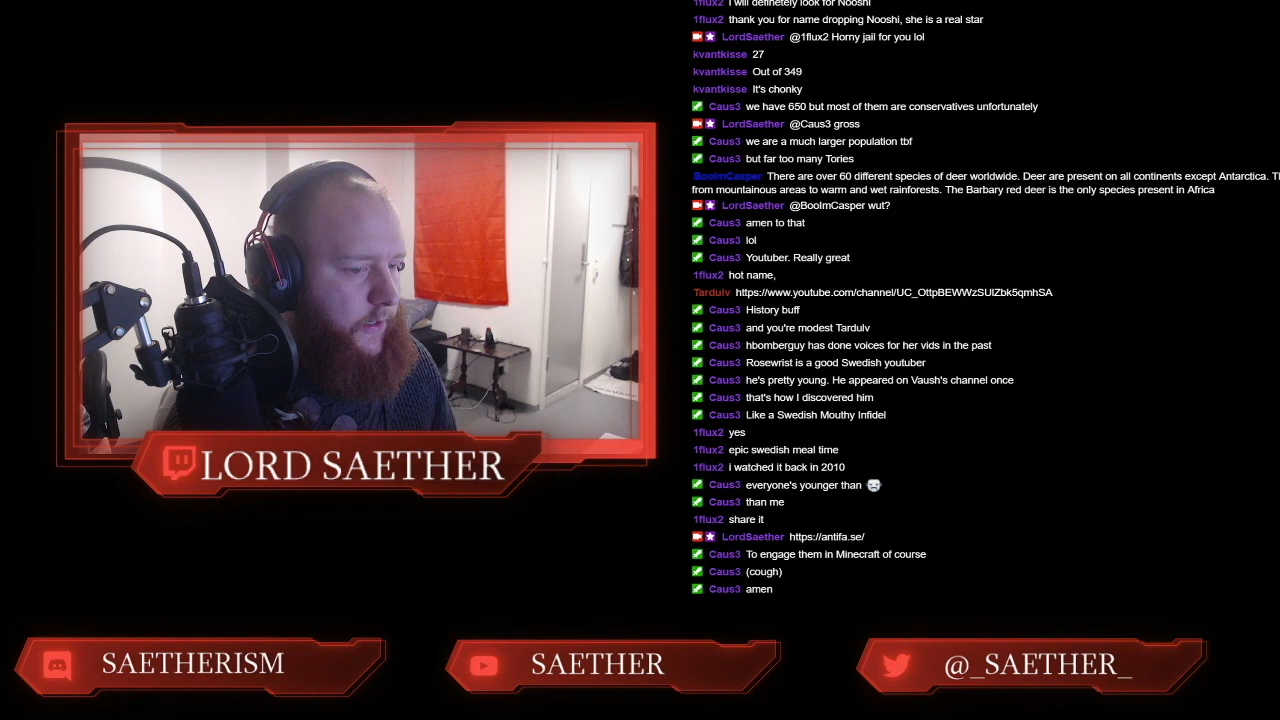 1flux2 I will definetely look for Nooshi
1flux2 thank you for name dropping Nooshi, she is a real star
LordSaether @1flux2 Horny jail for you lol
kvantkisse 27
kvantkisse Out of 349
kvantkisse It's chonky
Caus3 we have 650 but most of them are conservatives unfortunately
LordSaether @Caus3 gross
Caus3 we are a much larger population tbf
Caus3 but far too many Tories
BooImCasper There are over 60 different species of deer worldwide. Deer are present on all continents except Antarctica.
from mountainous areas to warm and wet rainforests. The Barbary red deer is the only species present in Africa
LordSaether @BooImCasper wut?
Caus3 amen to that
Caus3 lol
Caus3 Youtuber. Really great
1flux2 hot name,
Tardulv https://www.youtube.com/channel/UC_OttpBEWWzSUlZbk5qmhSA
Caus3 History buff
Caus3 and you're modest Tardulv
Caus3 hbomberguy has done voices for her vids in the past
Caus3 Rosewrist is a good Swedish youtuber
Caus3 he's pretty young. He appeared on Vaush's channel once
Caus3 that's how I discovered him
Caus3 Like a Swedish Mouthy Infidel
1flux2 yes
1flux2 epic swedish meal time
1flux2 i watched it back in 2010
Caus3 everyone's younger than
Caus3 than me
1flux2 share it
LordSaether https://antifa.se/
Caus3 To engage them in Minecraft of course
Caus3 (cough)
Caus3 amen
LORD SAETHER
SAETHERISM
SAETHER
@_SAETHER_